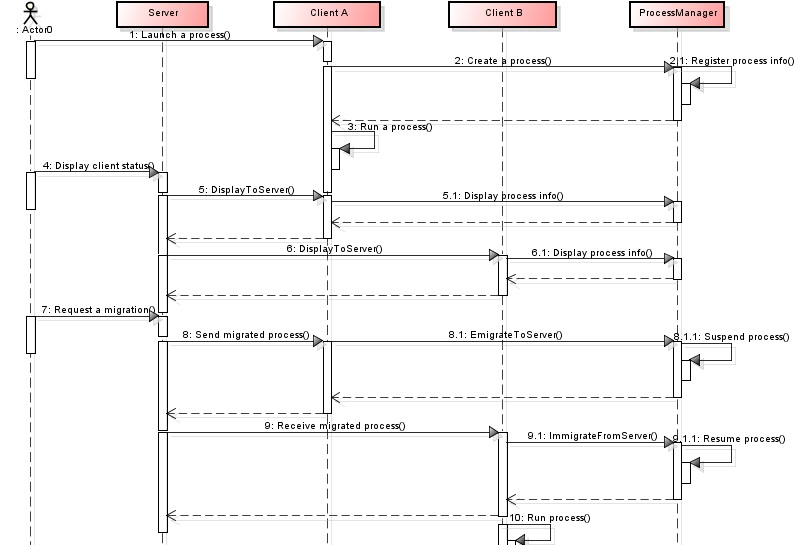 Server
Client A
Client B
ProcessManager
: Actor0
1: Launch a process()
2: Create a process()
2.1: Register process info()
3: Run a process()
4: Display client status()
5: DisplayToServer()
5.1: Display process info()
6: DisplayToServer()
6.1: Display process info()
7: Request a migration()
8: Send migrated process()
8.1: EmigrateToServer()
8.1.1: Suspend process()
9: Receive migrated process()
9.1: ImmigrateFromServer()
9.1.1: Resume process()
10: Run process()